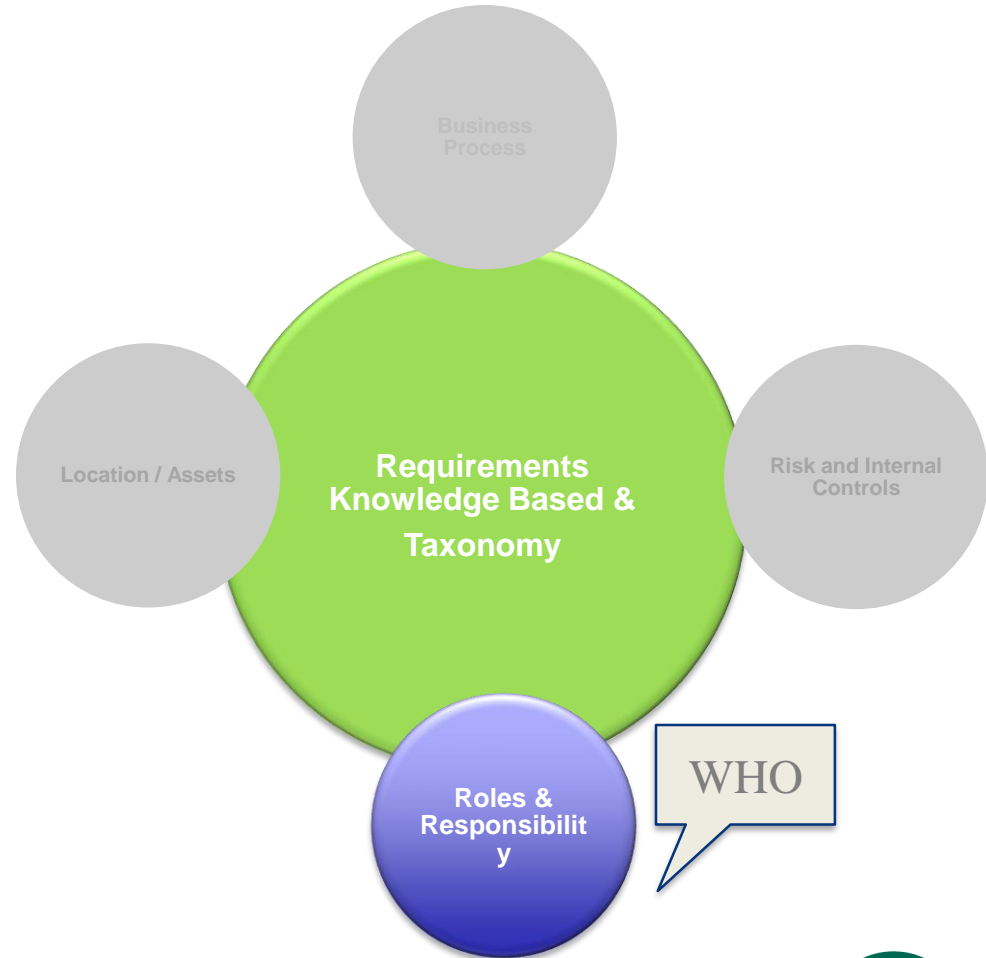 Business
Process
Location / Assets
Requirements
Knowledge Based &
Taxonomy
Risk and Internal
Controls
Roles &
Responsibilit
y
WHO